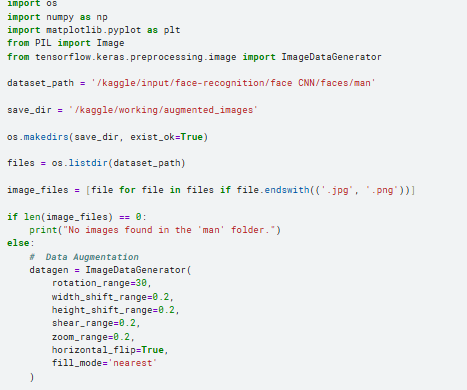 import os
import numpy as np
import matplotlib.pyplot as plt
from PIL import Image
from tensorflow.keras.preprocessing.image import ImageDataGenerator
dataset_path = '/kaggle/input/face-recognition/face CNN/faces/man'
save_dir = '/kaggle/working/augmented_images'
os.makedirs(save_dir, exist_ok=True)
files = os.listdir(dataset_path)
image_files = [file for file in files if file.endswith(('.jpg', '.png'))]
if len(image_files) == 0:
    print("No images found in the 'man' folder.")
else:
    #  Data Augmentation
    datagen = ImageDataGenerator(
        rotation_range=30,
        width_shift_range=0.2,
        height_shift_range=0.2,
        shear_range=0.2,
        zoom_range=0.2,
        horizontal_flip=True,
        fill_mode='nearest'
    )